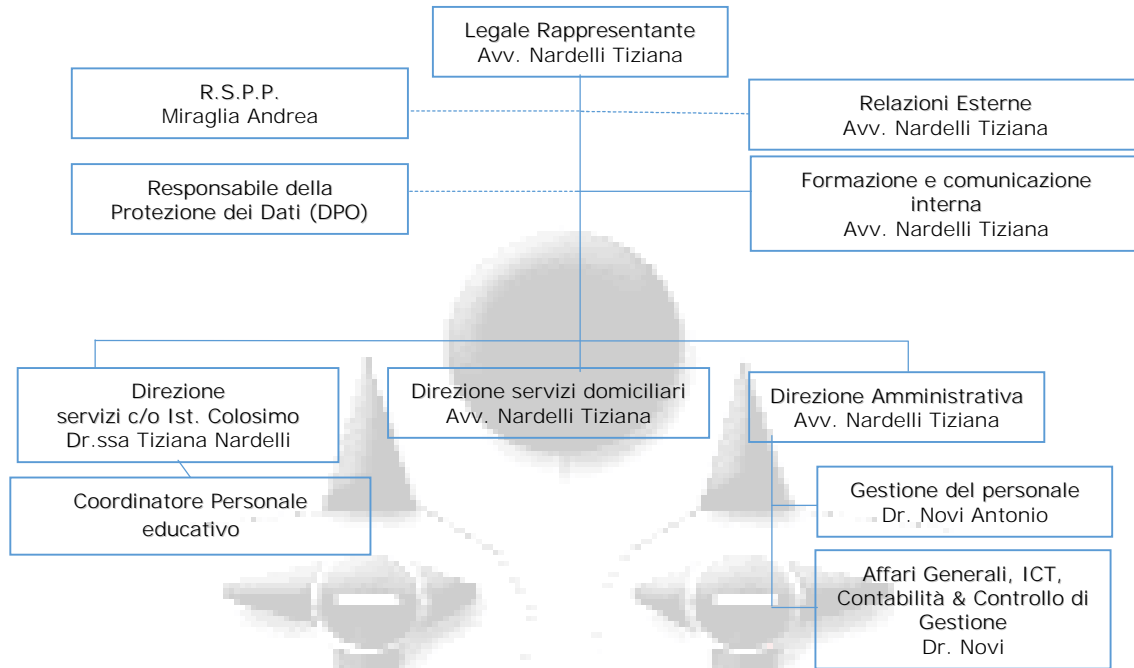 Legale Rappresentante
Avv. Nardelli Tiziana
R.S.P.P.
Miraglia Andrea
Relazioni Esterne
Avv. Nardelli Tiziana
Responsabile della
Protezione dei Dati (DPO)
Formazione e comunicazione
interna
Avv. Nardelli Tiziana
Direzione
servizi c/o Ist. Colosimo
Dr.ssa Tiziana Nardelli
Direzione servizi domiciliari
Avv. Nardelli Tiziana
Direzione Amministrativa
Avv. Nardelli Tiziana
Coordinatore Personale
educativo
Gestione del personale
Dr. Novi Antonio
Affari Generali, ICT,
Contabilità & Controllo di
Gestione
Dr. Novi